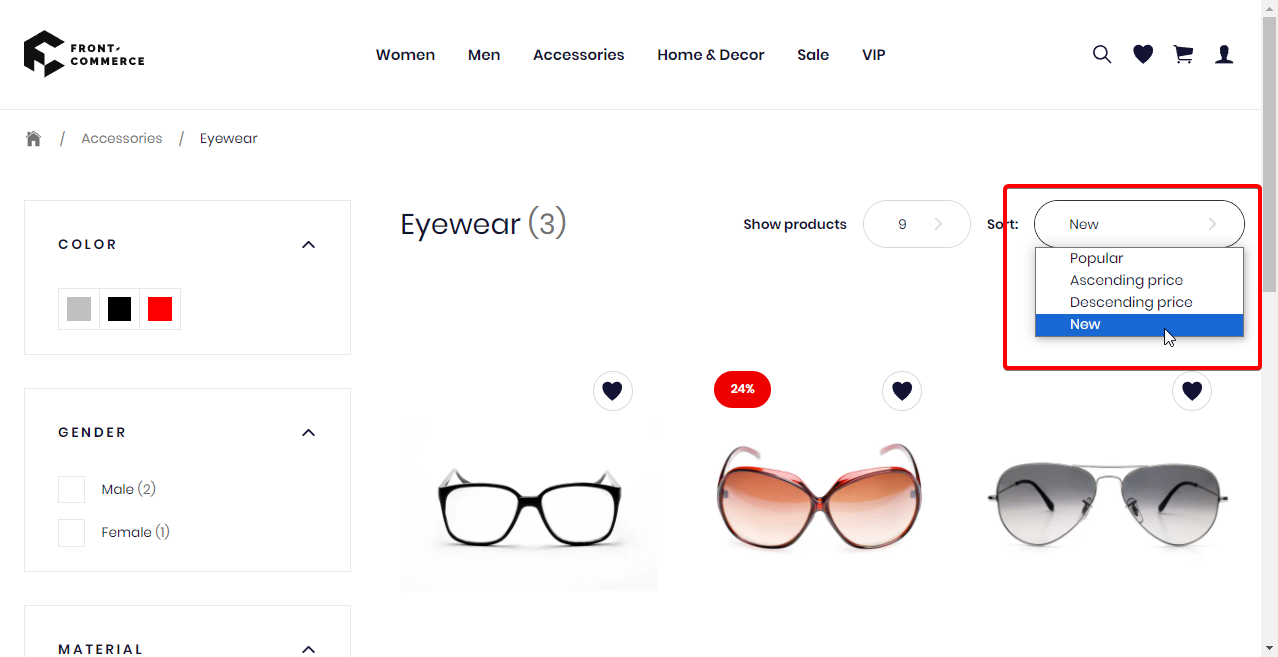 FRONT-
COMMERCE
Women Men Accessories Home & Decor Sale VIP
/ Accessories / Eyewear
COLOR
Eyewear (3)
Show products 9 Sort: New
Popular
Ascending price
Descending price
New
24%
GENDER
Male (2)
Female (1)
MATERIAL